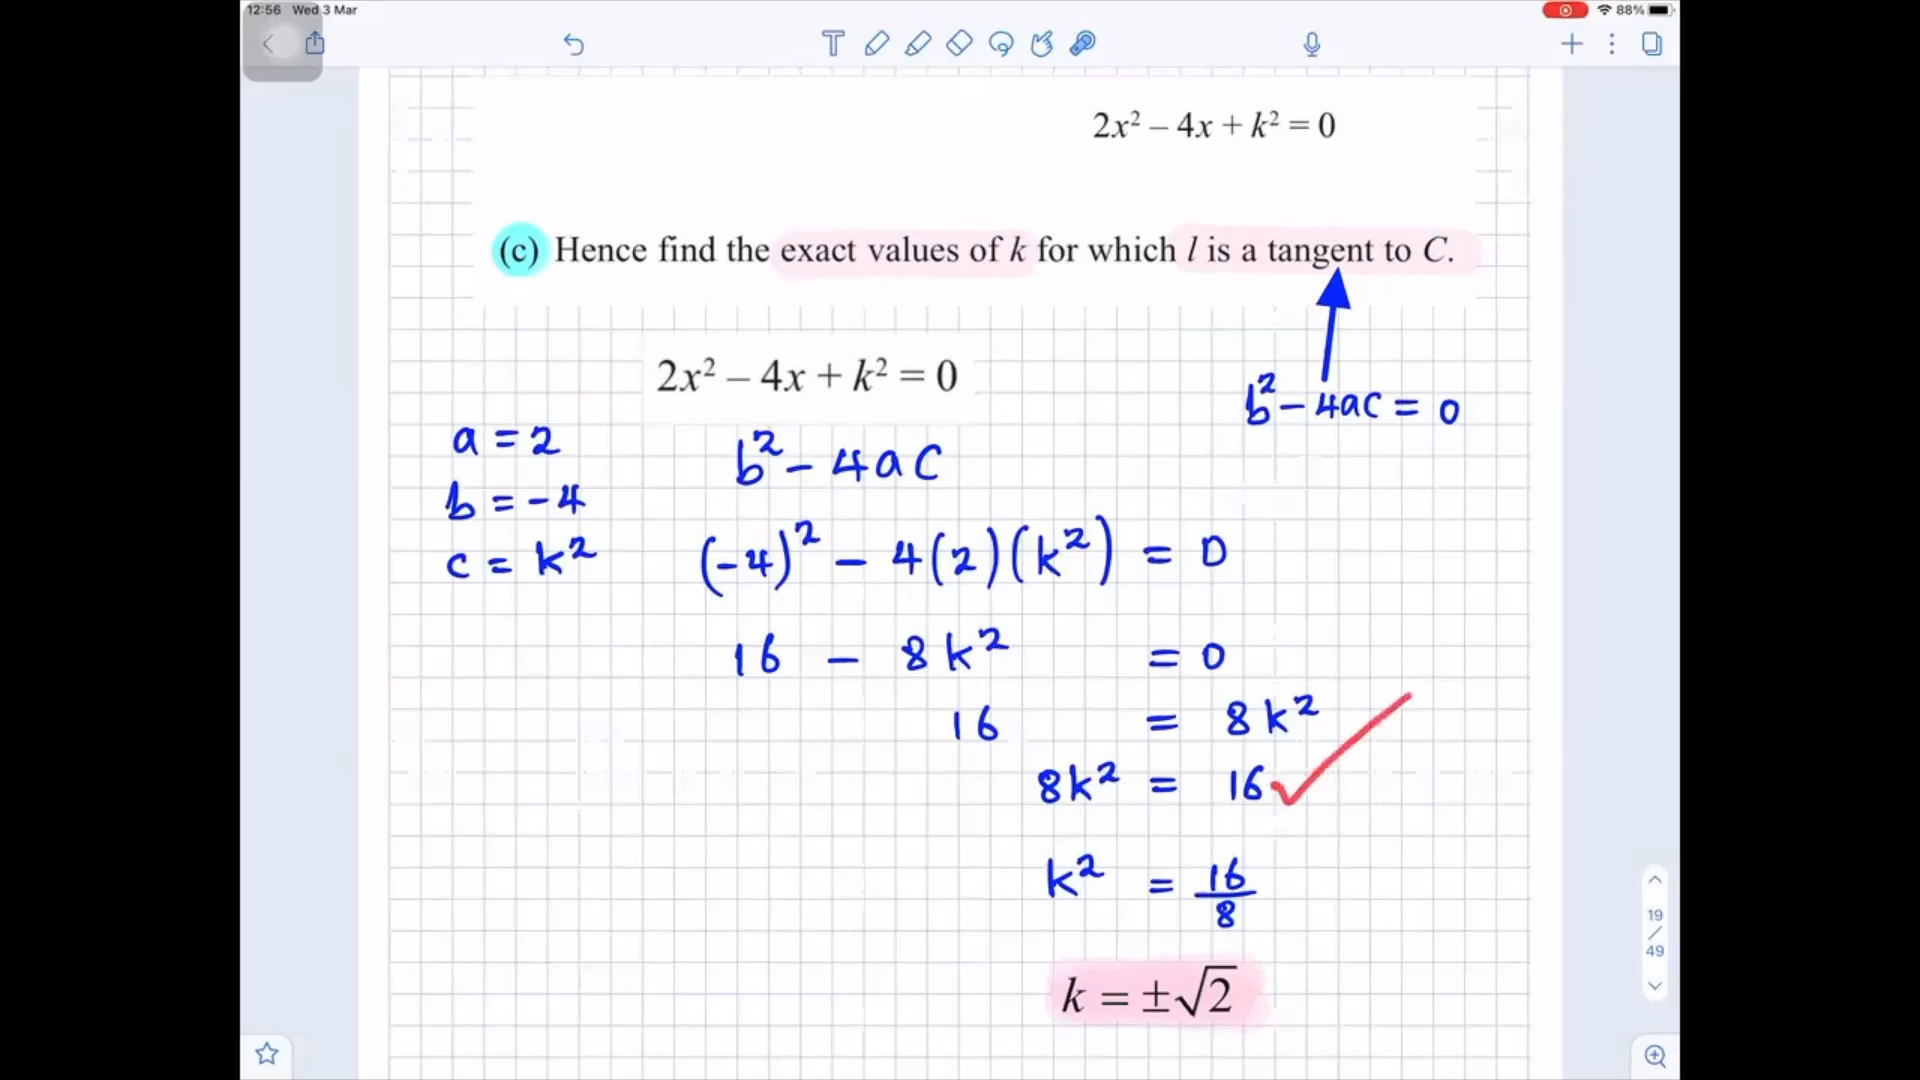 12:56 Wed 3 Mar
88%
2x² – 4x + k² = 0
(c) Hence find the exact values of k for which l is a tangent to C.
2x² – 4x + k² = 0
b² – 4ac = 0
a = 2
b² – 4ac
b = -4
(-4)² – 4(2)(k²) = 0
c = k²
16 – 8k² = 0
16 = 8k²
8k² = 16
k² = 16/8
19
/
49
k = ±√2